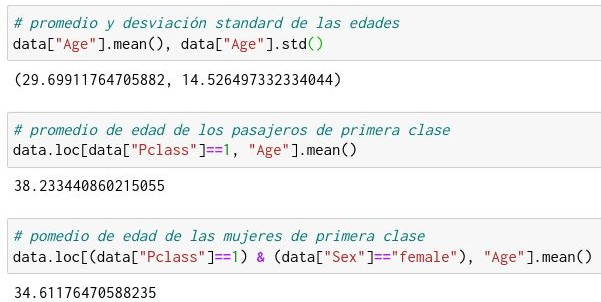 # promedio y desviación standard de las edades
data["Age"].mean(), data["Age"].std()
(29.69911764705882, 14.526497332334044)
# promedio de edad de los pasajeros de primera clase
data.loc[data["Pclass"]==1, "Age"].mean()
38.233440860215055
# pomedio de edad de las mujeres de primera clase
data.loc[(data["Pclass"]==1) & (data["Sex"]=="female"), "Age"].mean()
34.61176470588235